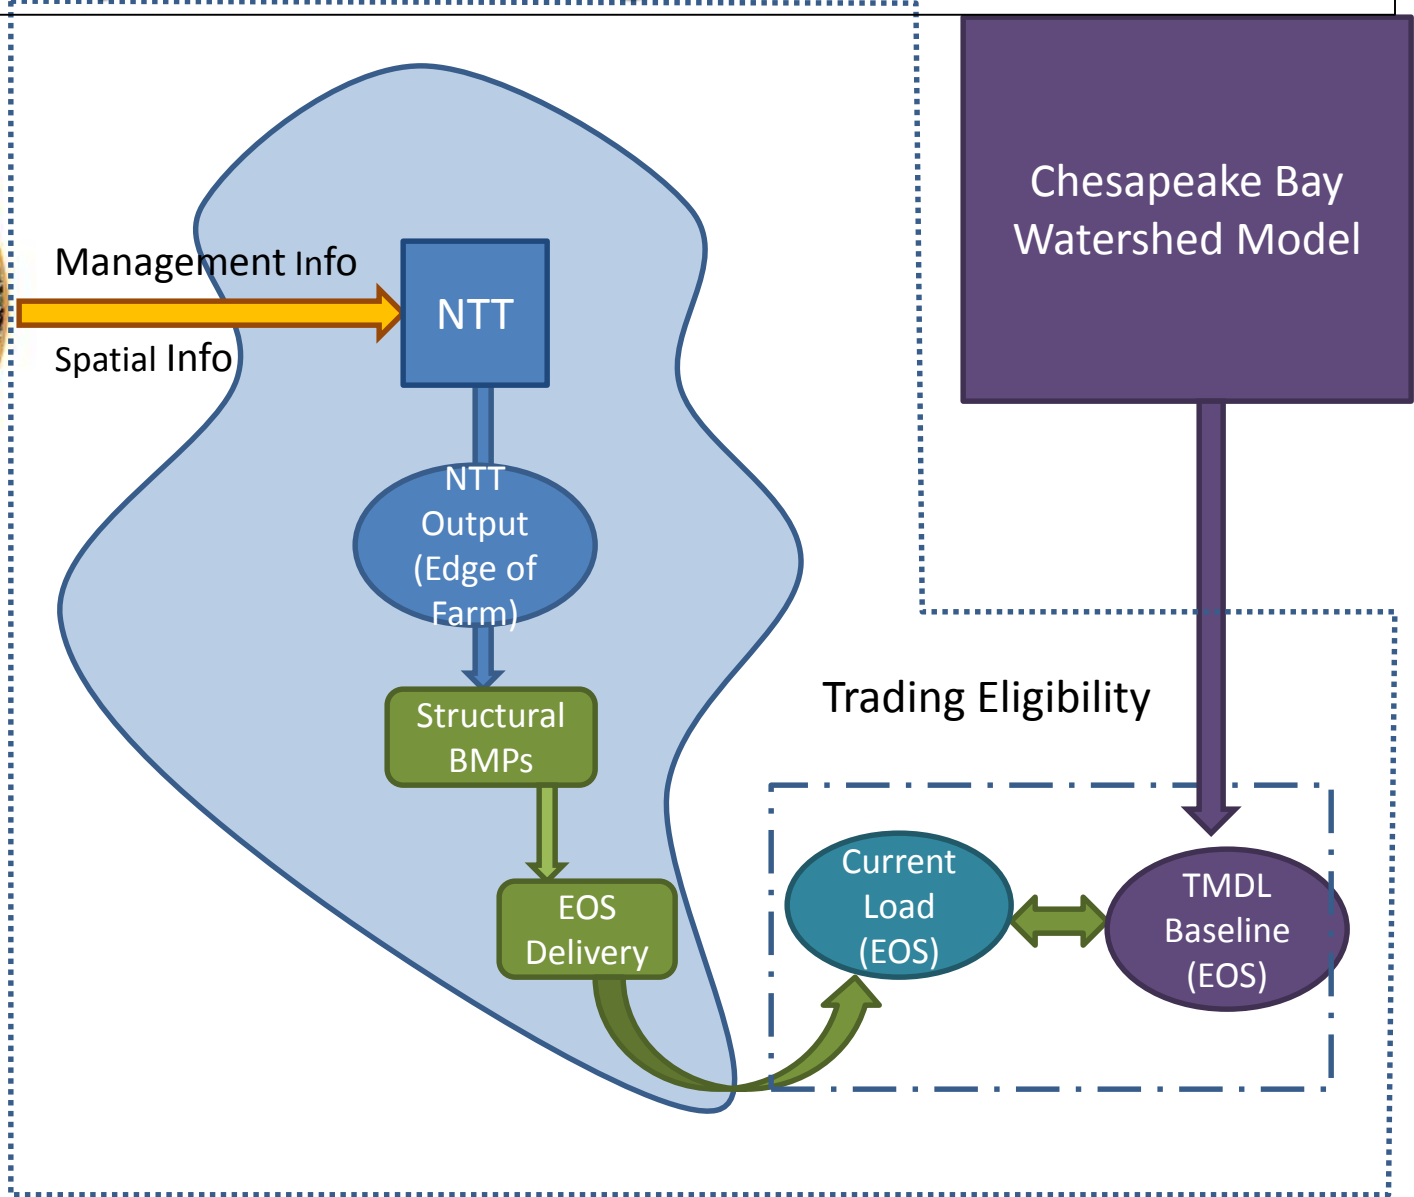 Chesapeake Bay
Watershed Model
Management Info
Spatial Info
NTT
NTT
Output
(Edge of
Farm)
Structural
BMPs
EOS
Delivery
Trading Eligibility
Current
Load
(EOS)
TMDL
Baseline
(EOS)